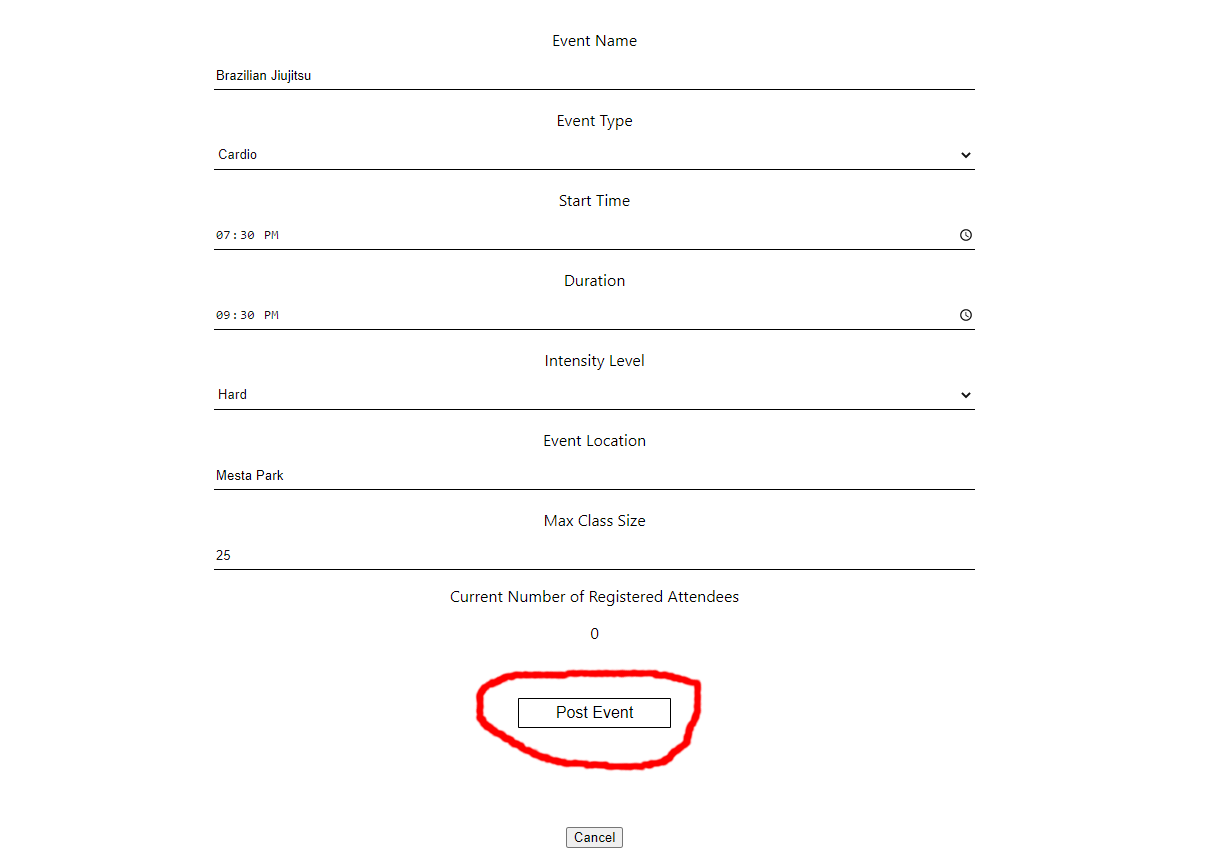 Event Name
Brazilian Jiujitsu
Event Type
Cardio
Start Time
07:30 PM
Duration
09:30 PM
Intensity Level
Hard
Event Location
Mesta Park
Max Class Size
25
Current Number of Registered Attendees
0
Post Event
Cancel